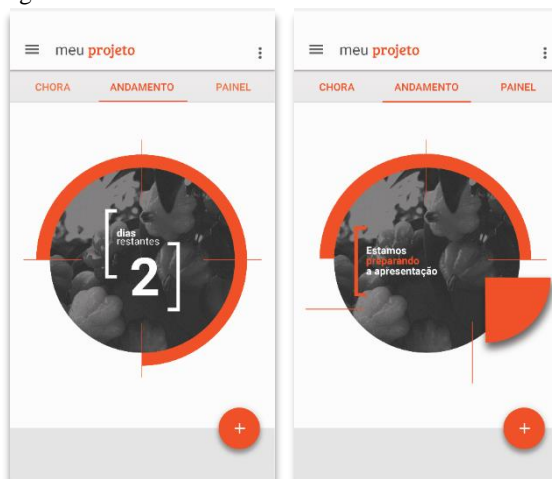 meu projeto
CHORA ANDAMENTO PAINEL
dias
restantes
2
+
meu projeto
CHORA ANDAMENTO PAINEL
Estamos
preparando
a apresentação
+